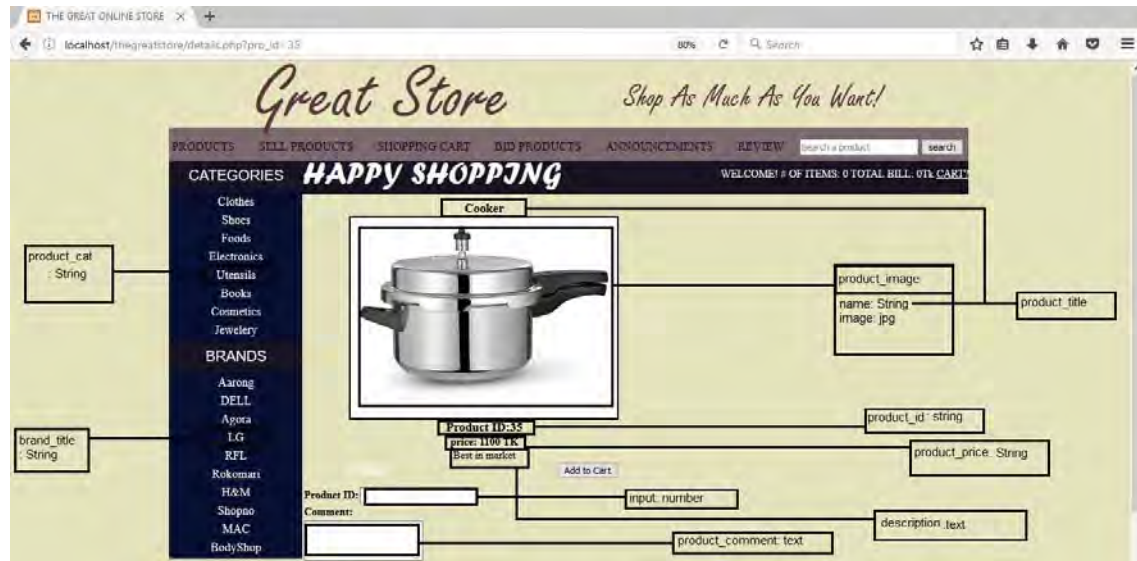 THE GREAT ONLINE STORE
localhost/thegreatstore/details.php?pro_id=35
80%
Search
Great Store
Shop As Much As You Want!
PRODUCTS SELL PRODUCTS SHOPPING CART BID PRODUCTS ANNOUNCEMENTS REVIEW search a product search
CATEGORIES
HAPPY SHOPPING
WELCOME! # OF ITEMS: 0 TOTAL BILL: 0Tk CART?
Clothes
Shoes
Foods
Electronics
Utensils
Books
Cosmetics
Jewelery
BRANDS
Aarong
DELL
Agora
LG
RFL
Rokomari
H&M
Shopno
MAC
BodyShop
product_cat
: String
brand_title
: String
Cooker
product_image
name: String
image: jpg
product_title
Product ID:35
product_id: string
price: 1100 TK
product_price: String
Best in market
Add to Cart
Product ID:
input: number
Comment:
description :text
product_comment: text